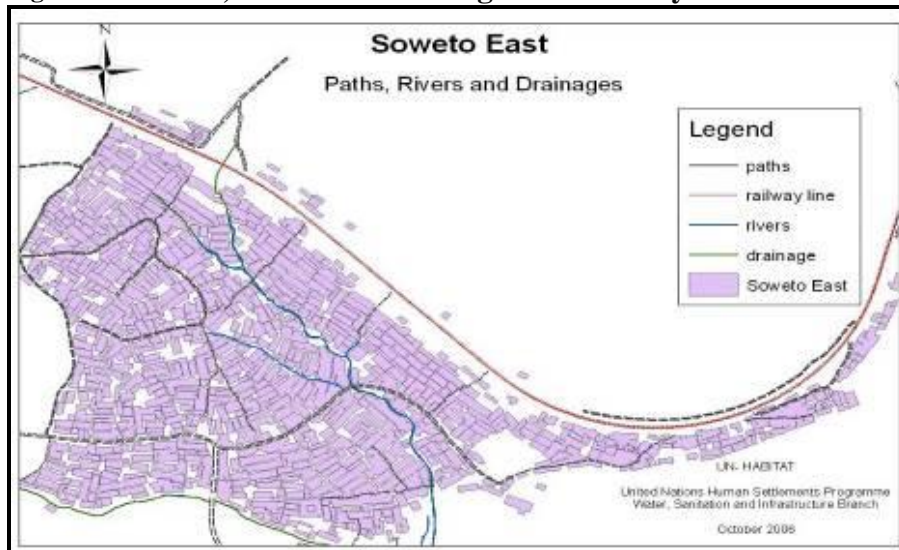 N
Soweto East
Paths, Rivers and Drainages
Legend
paths
railway line
rivers
drainage
Soweto East
UN- HABITAT
United Nations Human Settlements Programme
Water, Sanitation and Infrastructure Branch
October 2006